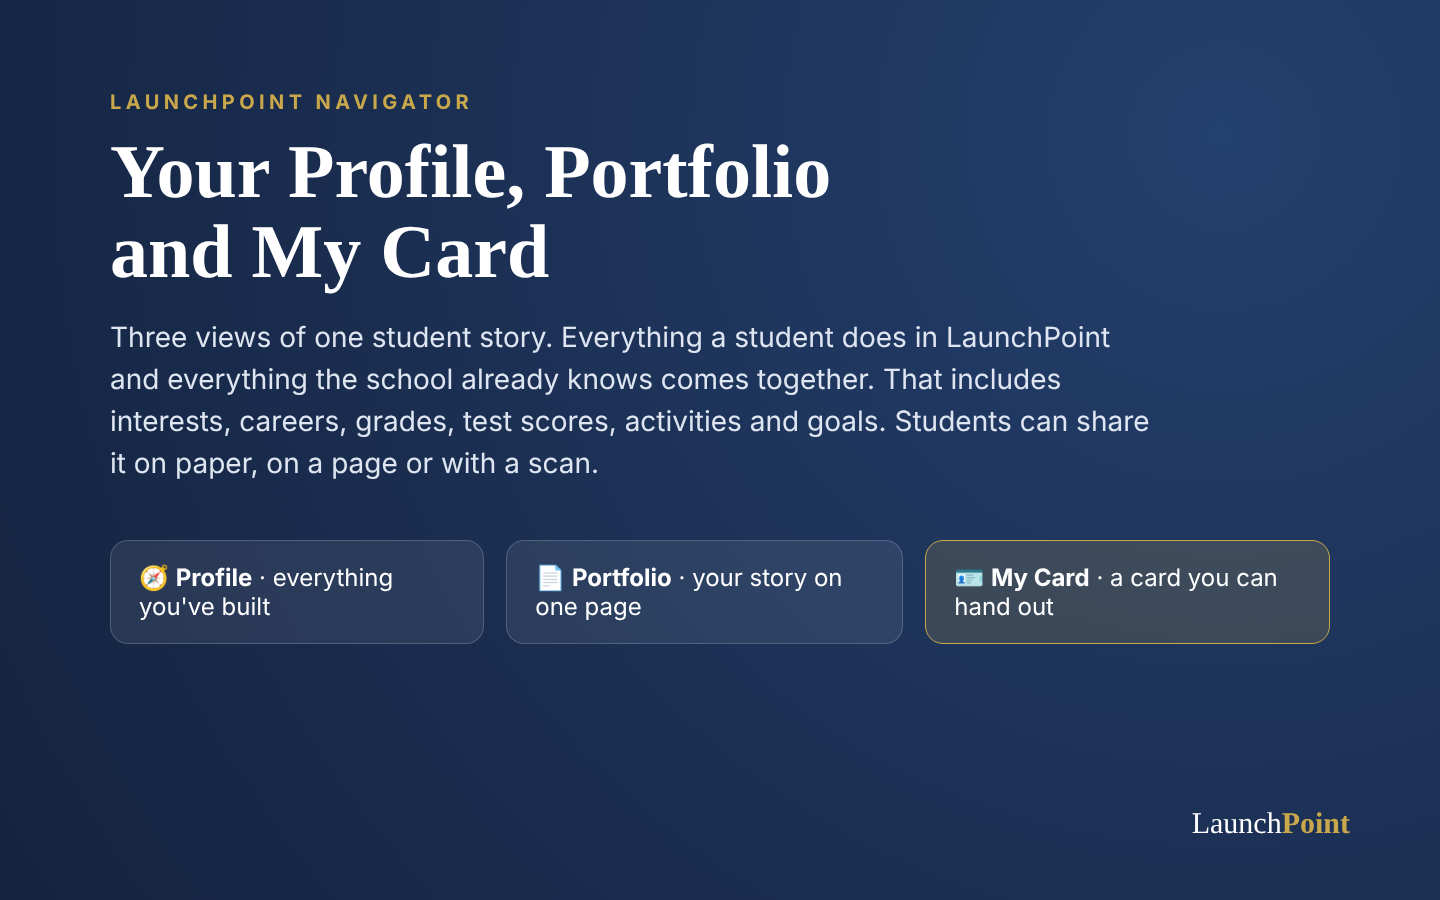 LAUNCHPOINT NAVIGATOR
Your Profile, Portfolio
and My Card
Three views of one student story. Everything a student does in LaunchPoint
and everything the school already knows comes together. That includes
interests, careers, grades, test scores, activities and goals. Students can share
it on paper, on a page or with a scan.
🧭 Profile · everything
you've built
📄 Portfolio · your story on
one page
🪪 My Card · a card you can
hand out
LaunchPoint